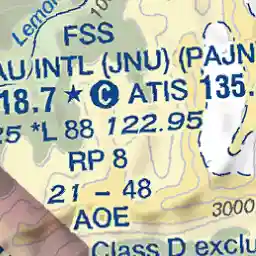 Lemon
FSS
AU INTL (JNU) (PAJN
18.7 ★ Ⓒ ATIS 135.
25 *L 88 122.95
RP 8
21 – 48
AOE
3000
Class D exclu